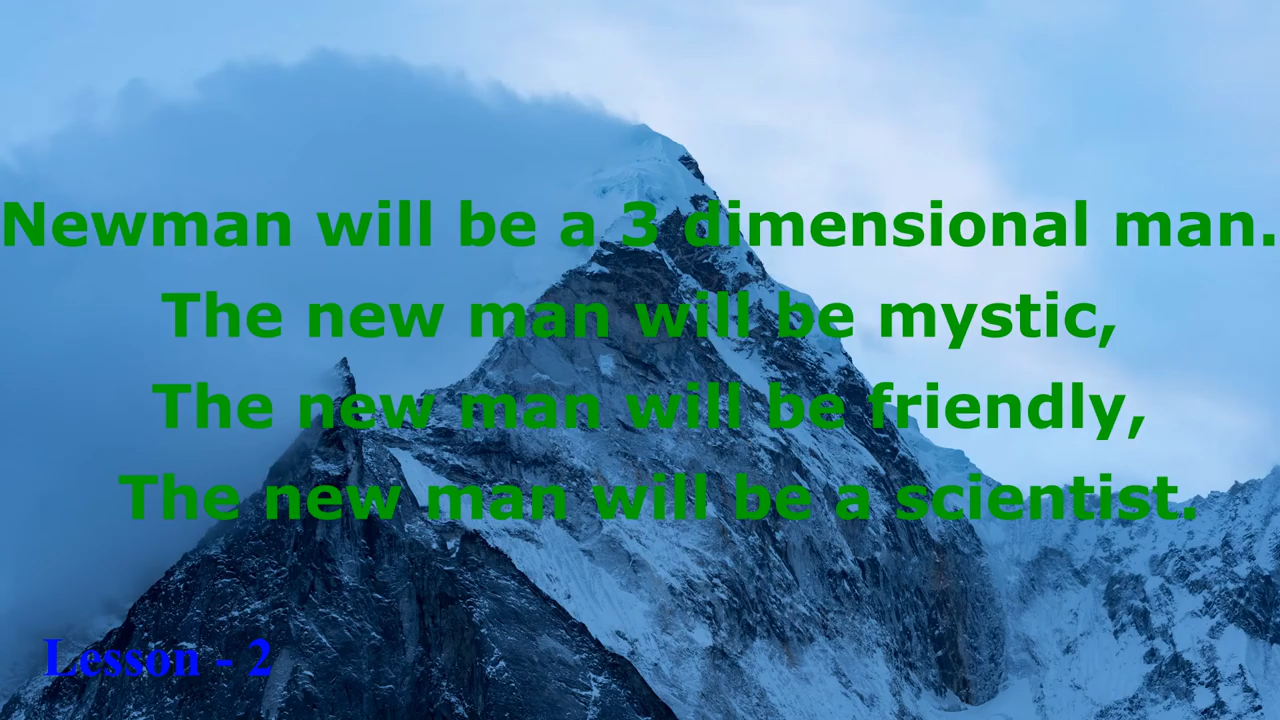 Newman will be a 3 dimensional man.
The new man will be mystic,
The new man will be friendly,
The new man will be a scientist.
Lesson - 2